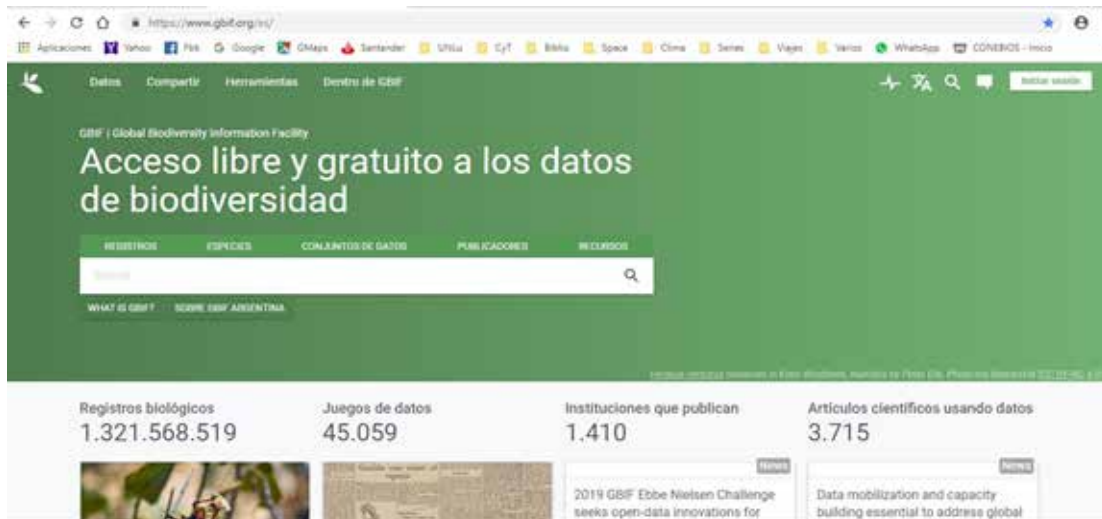 https://www.gbif.org/es/
Aplicaciones Yahoo Google GMaps Santander UNLu CyT Biblio Space Clima Series Viajes Varios WhatsApp CONEBIOS - Inicio
Datos Compartir Herramientas Dentro de GBIF Iniciar sesión
GBIF | Global Biodiversity Information Facility
Acceso libre y gratuito a los datos
de biodiversidad
REGISTROS ESPECIES CONJUNTOS DE DATOS PUBLICADORES RECURSOS
WHAT IS GBIF? SOBRE GBIF ARGENTINA
Registros biológicos Juegos de datos Instituciones que publican Artículos científicos usando datos
1.321.568.519 45.059 1.410 3.715
News News
2019 GBIF Ebbe Nielsen Challenge
seeks open-data innovations for
Data mobilization and capacity
building essential to address global